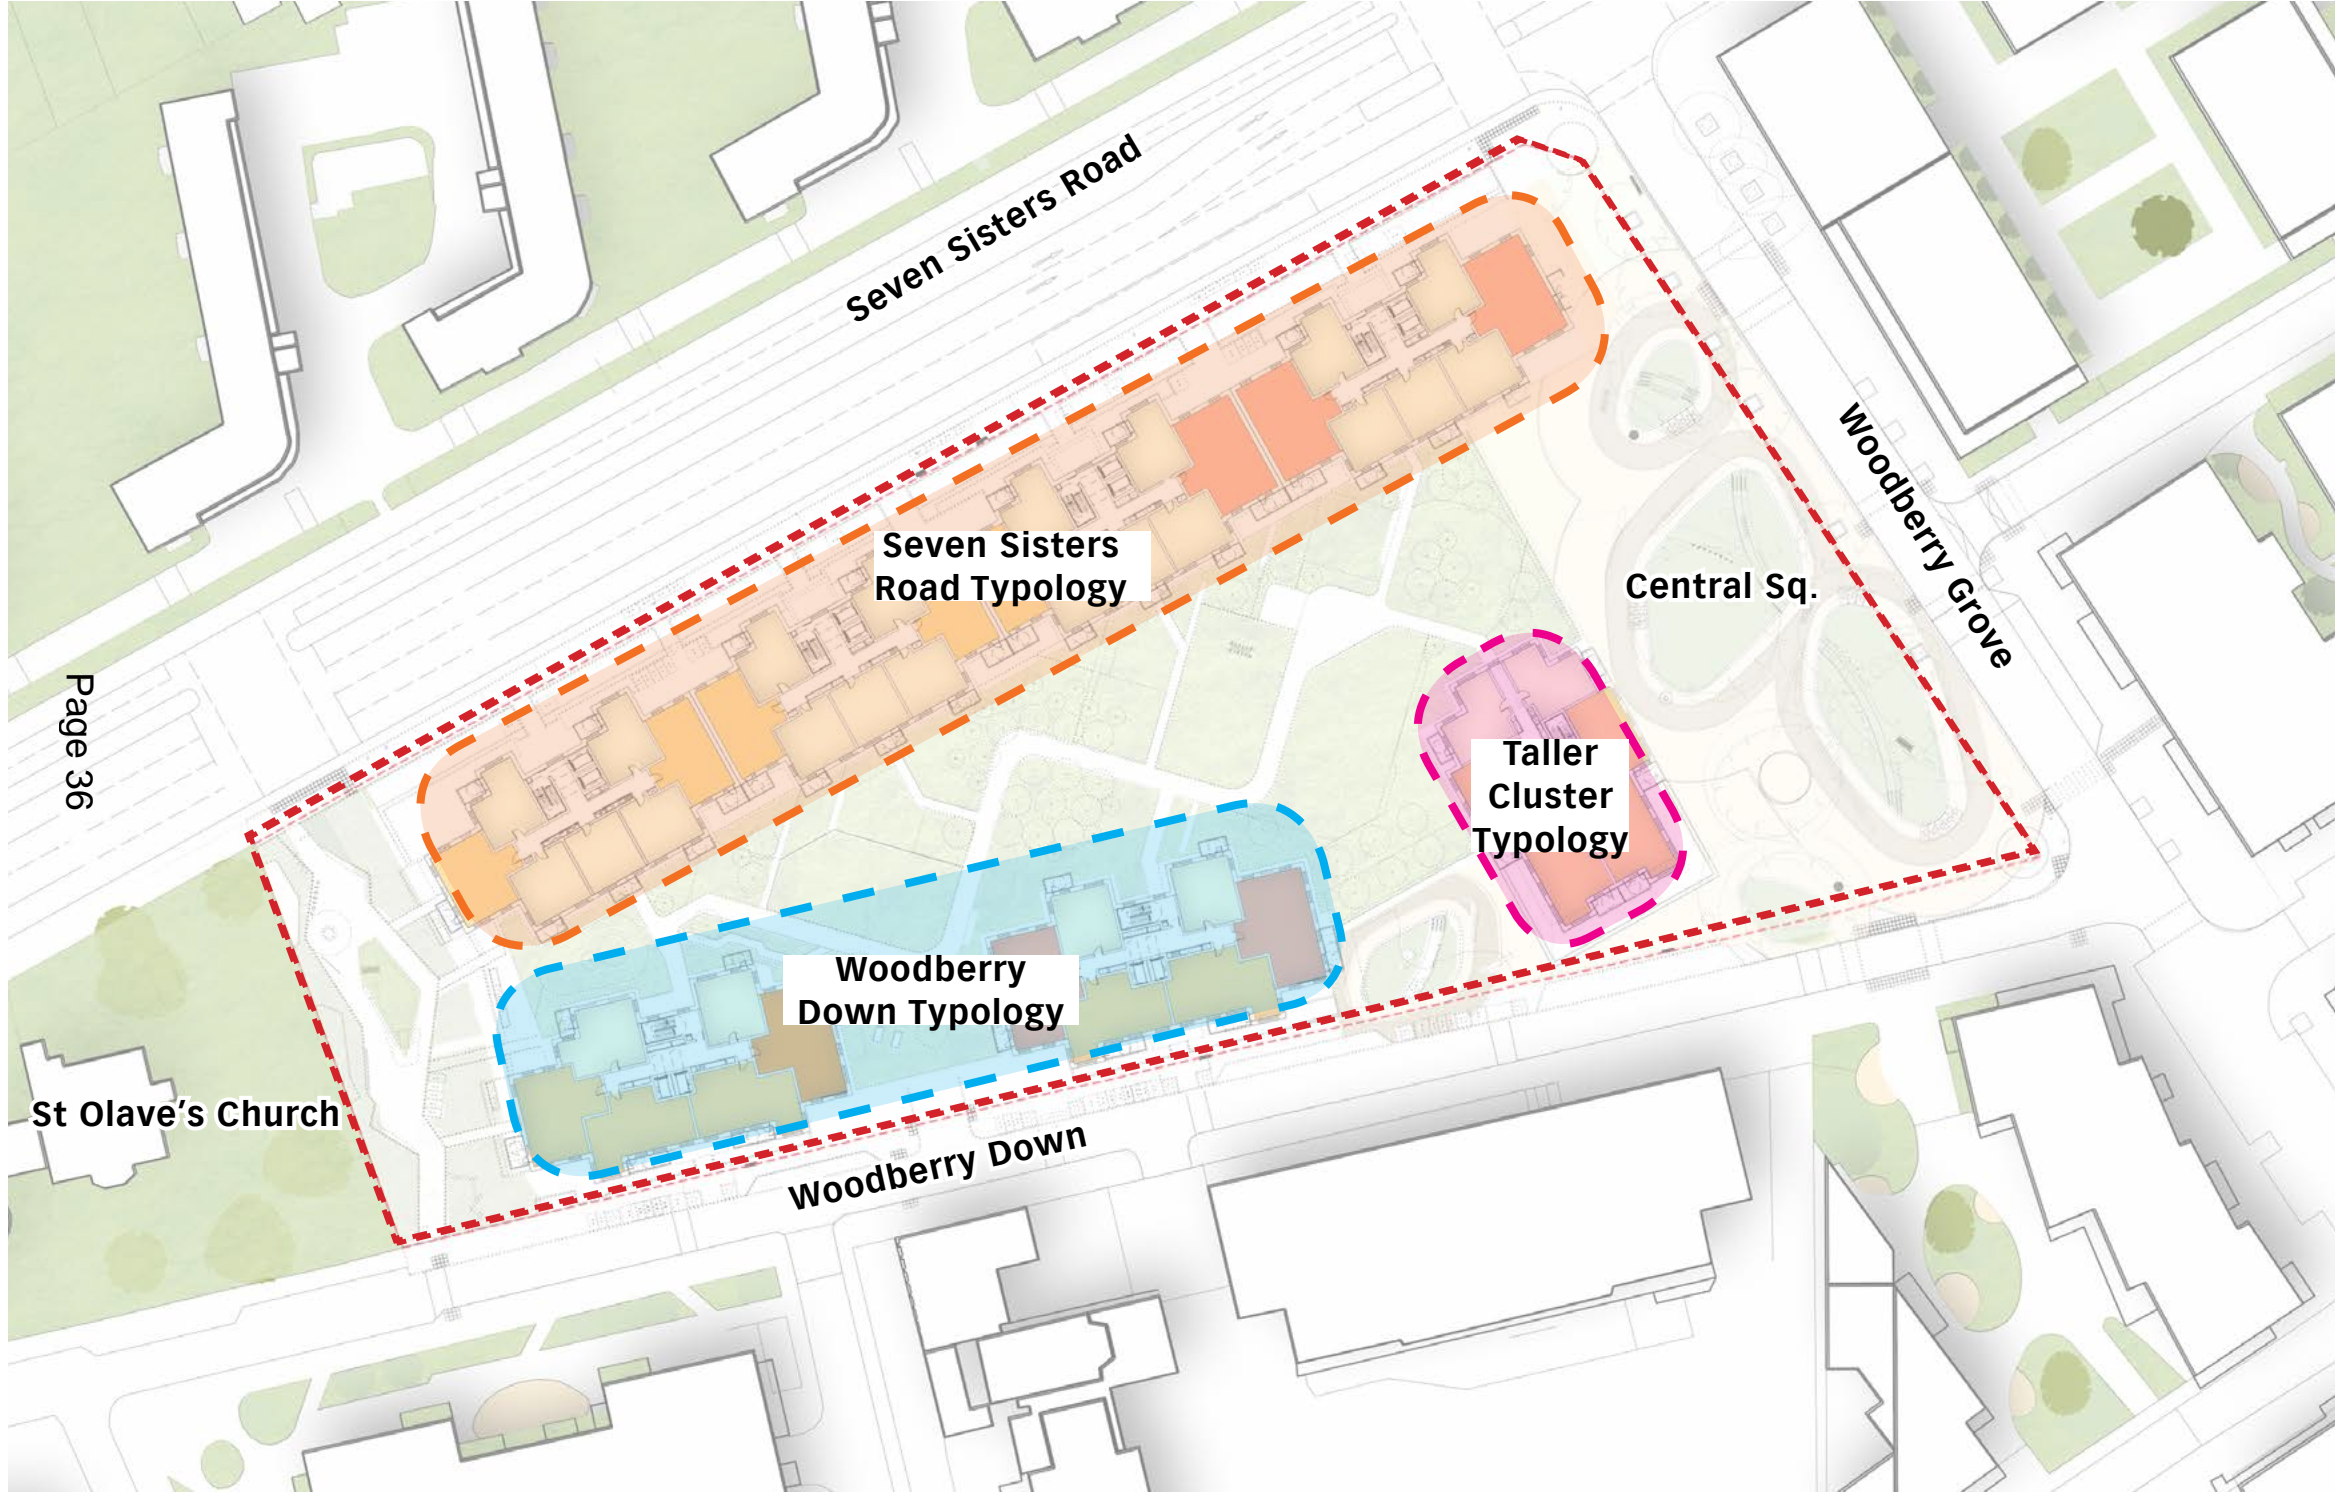 Seven Sisters Road
Woodberry Grove
Seven Sisters
Road Typology
Central Sq.
Page 36
Taller
Cluster
Typology
Woodberry
Down Typology
St Olave’s Church
Woodberry Down